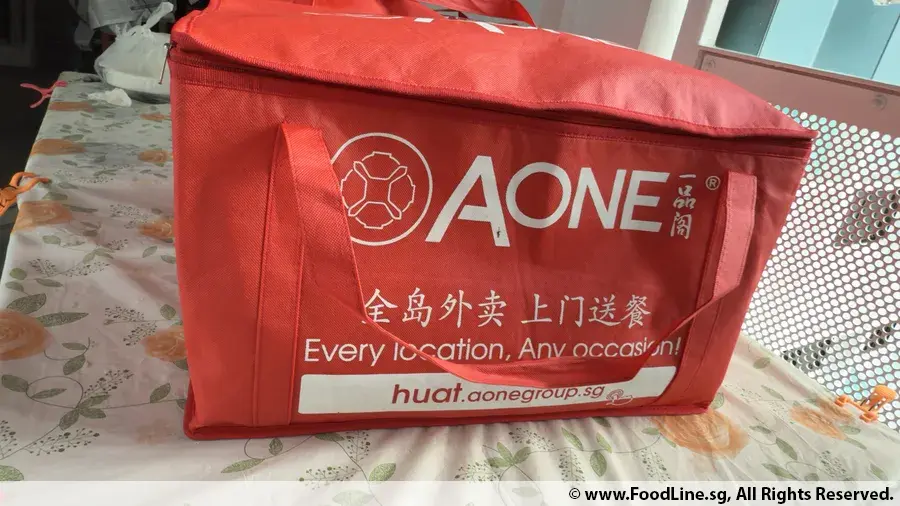 AONE 一品阁 ®
全岛外卖 上门送餐
Every location, Any occasion!
huat.aonegroup.sg
© www.FoodLine.sg, All Rights Reserved.